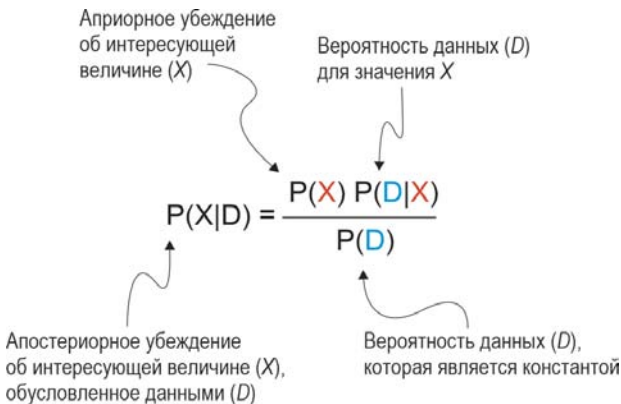 Априорное убеждение
об интересующей
величине (X)
Вероятность данных (D)
для значения X
P(X|D) = P(X) P(D|X)
P(D)
Апостериорное убеждение
об интересующей величине (X),
обусловленное данными (D)
Вероятность данных (D),
которая является константой